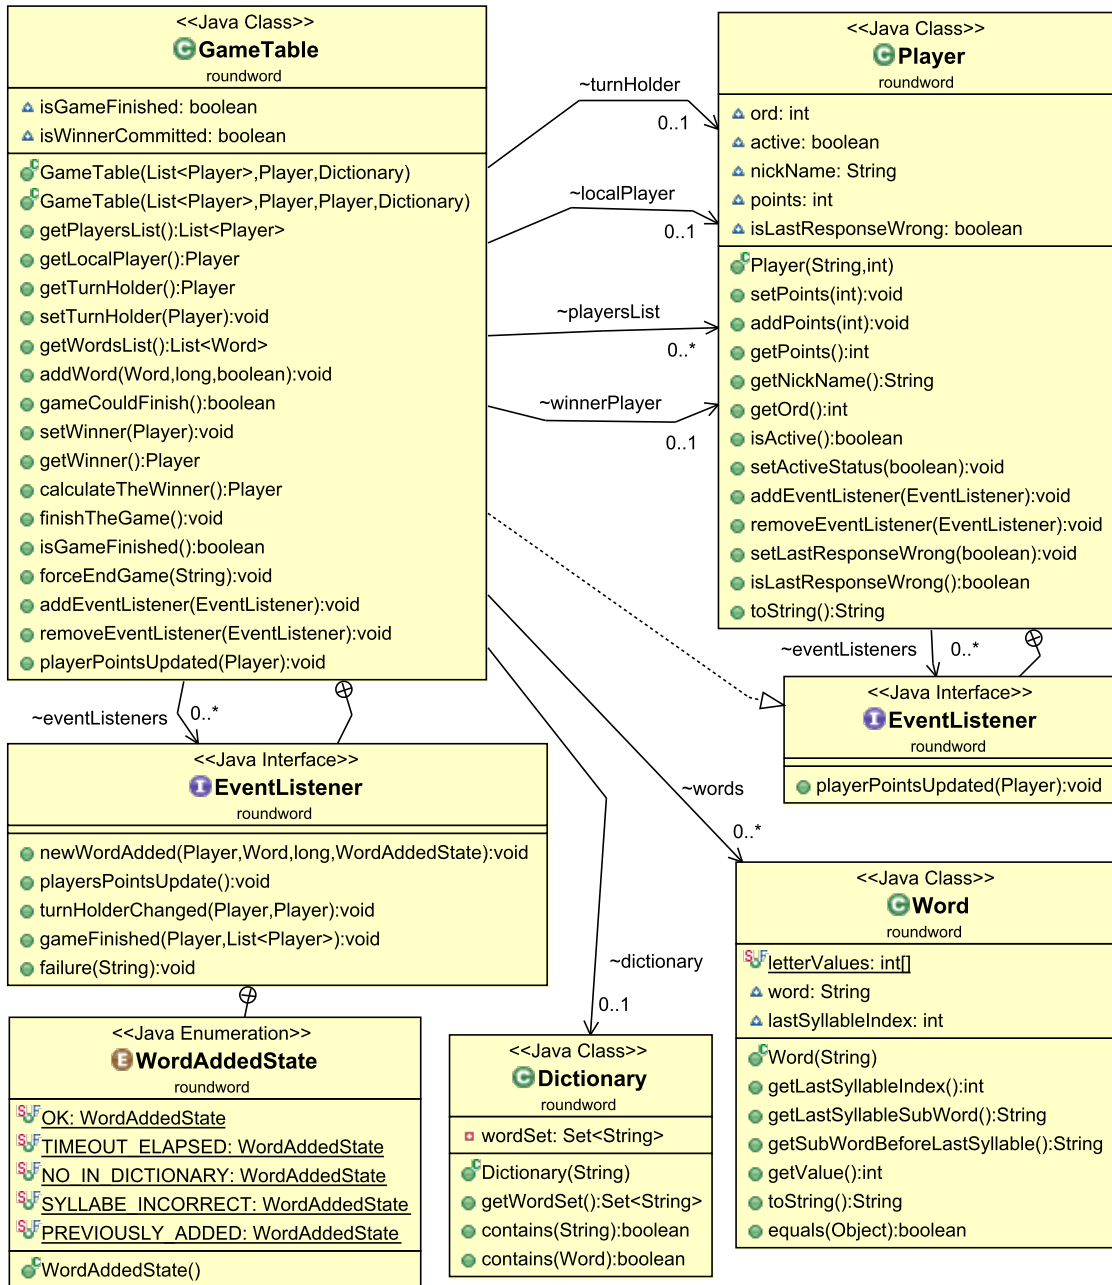 <<Java Class>>
GameTable
roundword
isGameFinished: boolean
isWinnerCommitted: boolean
GameTable(List<Player>,Player,Dictionary)
GameTable(List<Player>,Player,Player,Dictionary)
getPlayersList():List<Player>
getLocalPlayer():Player
getTurnHolder():Player
setTurnHolder(Player):void
getWordsList():List<Word>
addWord(Word,long,boolean):void
gameCouldFinish():boolean
setWinner(Player):void
getWinner():Player
calculateTheWinner():Player
finishTheGame():void
isGameFinished():boolean
forceEndGame(String):void
addEventListener(EventListener):void
removeEventListener(EventListener):void
playerPointsUpdated(Player):void
~turnHolder
0..1
~localPlayer
0..1
~playersList
0..*
~winnerPlayer
0..1
<<Java Class>>
Player
roundword
ord: int
active: boolean
nickName: String
points: int
isLastResponseWrong: boolean
Player(String,int)
setPoints(int):void
addPoints(int):void
getPoints():int
getNickName():String
getOrd():int
isActive():boolean
setActiveStatus(boolean):void
addEventListener(EventListener):void
removeEventListener(EventListener):void
setLastResponseWrong(boolean):void
isLastResponseWrong():boolean
toString():String
~eventListeners
0..*
<<Java Interface>>
EventListener
roundword
playerPointsUpdated(Player):void
~eventListeners
0..*
<<Java Interface>>
EventListener
roundword
newWordAdded(Player,Word,long,WordAddedState):void
playersPointsUpdate():void
turnHolderChanged(Player,Player):void
gameFinished(Player,List<Player>):void
failure(String):void
~words
0..*
~dictionary
0..1
<<Java Enumeration>>
WordAddedState
roundword
OK: WordAddedState
TIMEOUT_ELAPSED: WordAddedState
NO_IN_DICTIONARY: WordAddedState
SYLLABE_INCORRECT: WordAddedState
PREVIOUSLY_ADDED: WordAddedState
WordAddedState()
<<Java Class>>
Dictionary
roundword
wordSet: Set<String>
Dictionary(String)
getWordSet():Set<String>
contains(String):boolean
contains(Word):boolean
<<Java Class>>
Word
roundword
letterValues: int[]
word: String
lastSyllableIndex: int
Word(String)
getLastSyllableIndex():int
getLastSyllableSubWord():String
getSubWordBeforeLastSyllable():String
getValue():int
toString():String
equals(Object):boolean